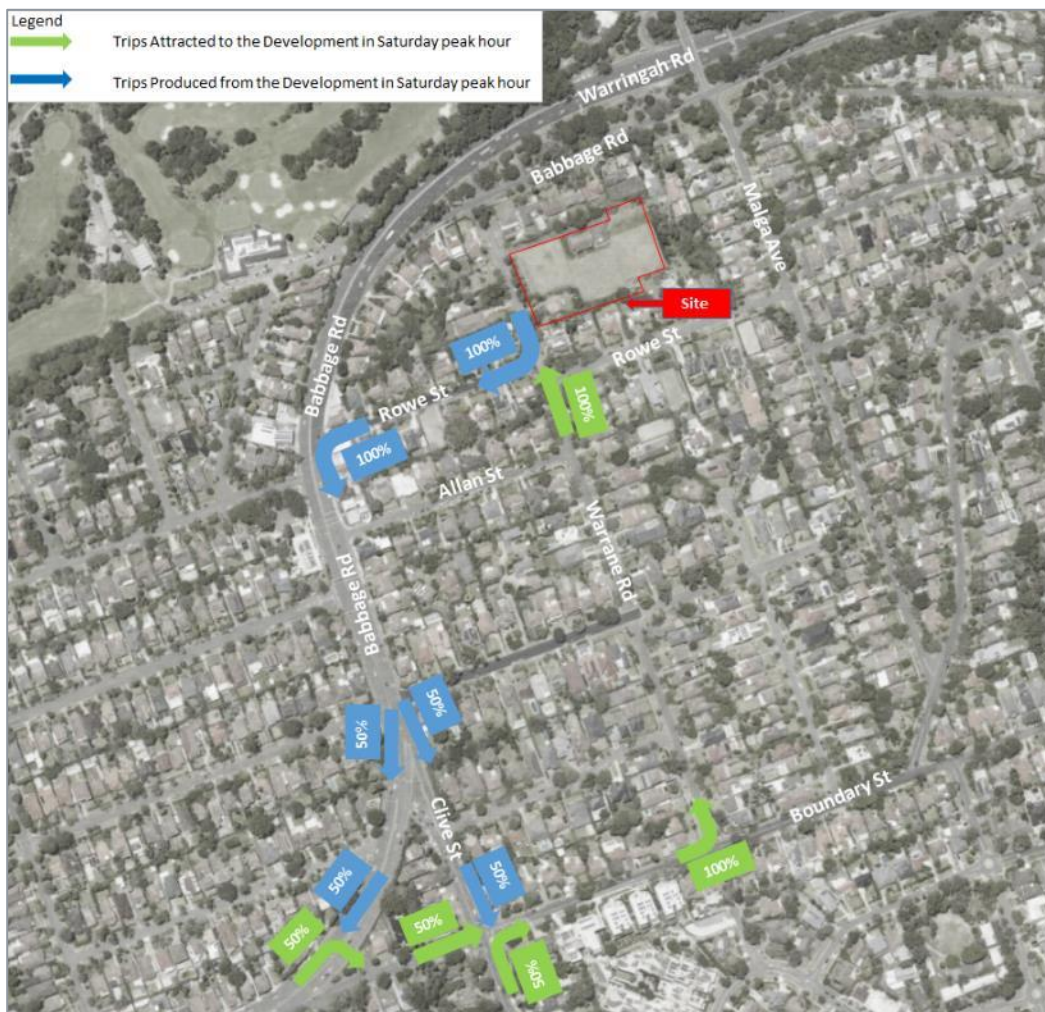 Legend
Trips Attracted to the Development in Saturday peak hour
Trips Produced from the Development in Saturday peak hour
Warringah Rd
Babbage Rd
Malga Ave
Site
Rowe St
100%
100%
Babbage Rd
Rowe St
100%
Allan St
Warrane Rd
Babbage Rd
50%
50%
Clive St
Boundary St
100%
50%
50%
50%
50%
50%